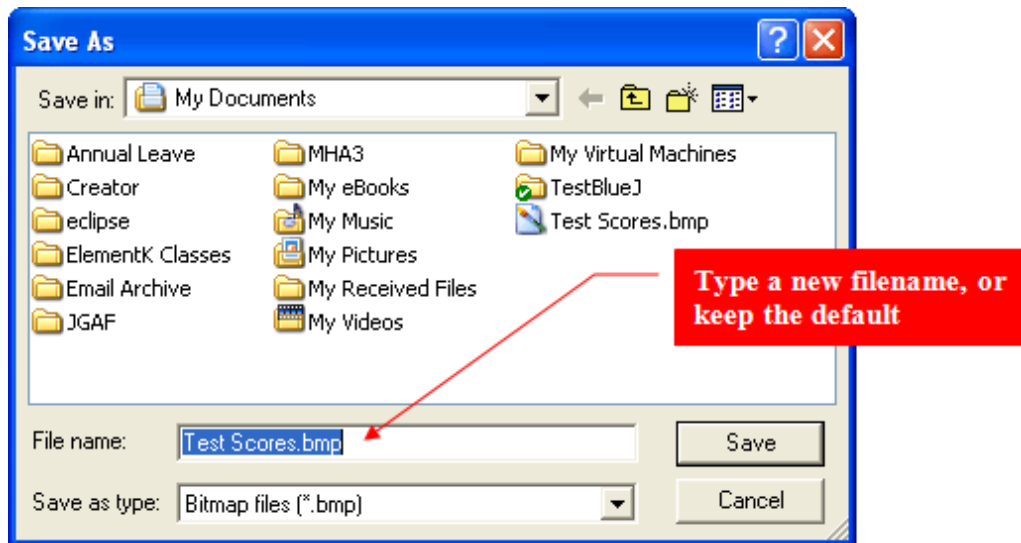 Save As
Save in: My Documents
Annual Leave
Creator
eclipse
ElementK Classes
Email Archive
JGAF
MHA3
My eBooks
My Music
My Pictures
My Received Files
My Videos
My Virtual Machines
TestBlueJ
Test Scores.bmp
Type a new filename, or
keep the default
File name: Test Scores.bmp
Save
Save as type: Bitmap files (*.bmp)
Cancel